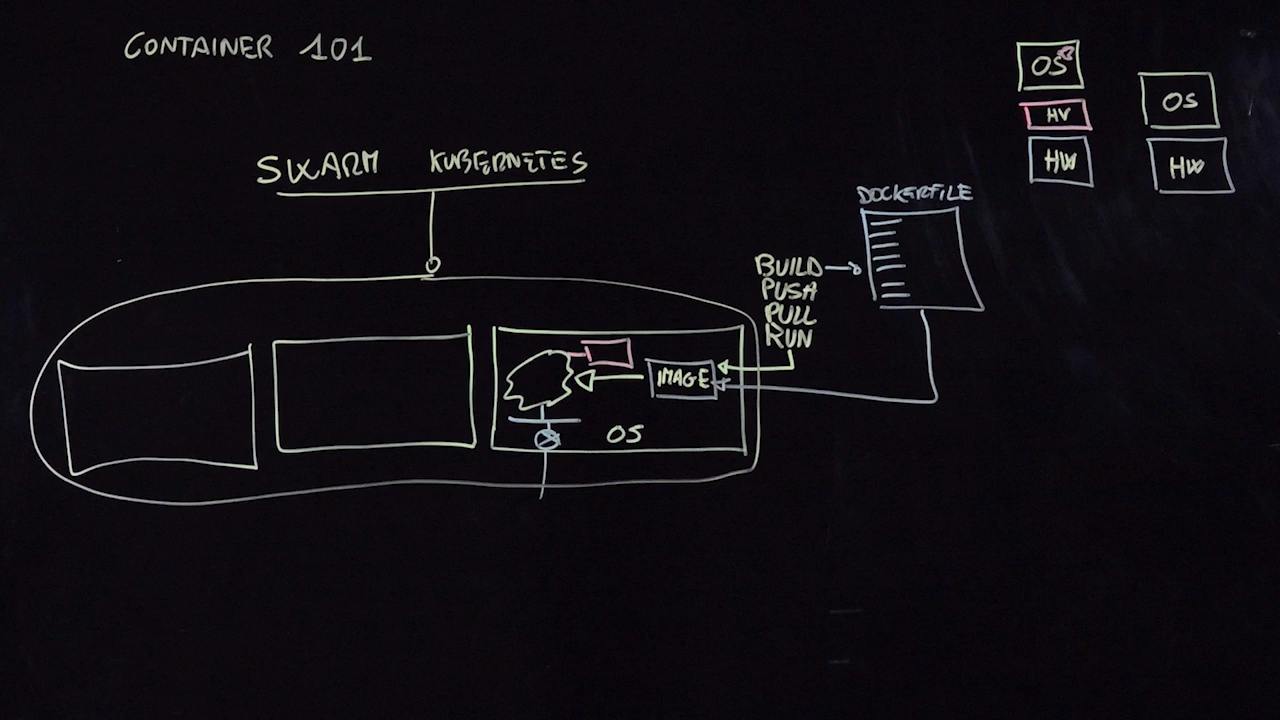 CONTAINER 101
OS
HV
HW
OS
HW
SWARM KUBERNETES
DOCKERFILE
BUILD
PUSH
PULL
RUN
IMAGE
OS